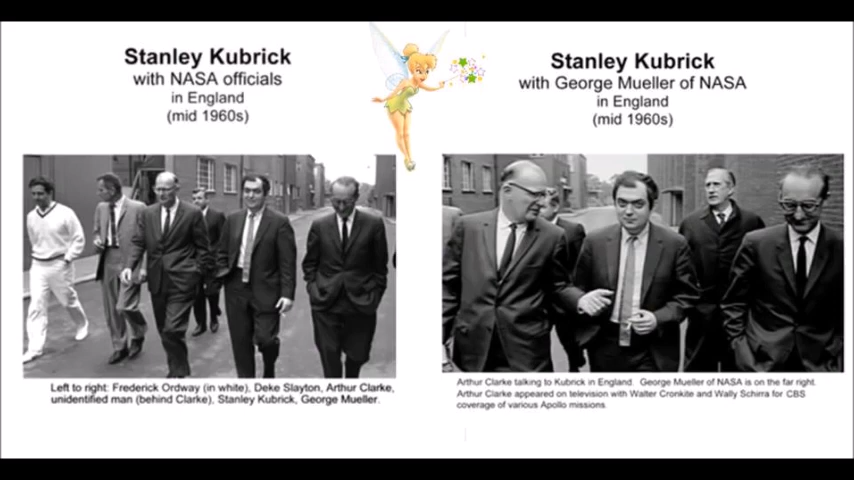 Stanley Kubrick
with NASA officials
in England
(mid 1960s)
Left to right: Frederick Ordway (in white), Deke Slayton, Arthur Clarke,
unidentified man (behind Clarke), Stanley Kubrick, George Mueller.
Stanley Kubrick
with George Mueller of NASA
in England
(mid 1960s)
Arthur Clarke talking to Kubrick in England. George Mueller of NASA is on the far right.
Arthur Clarke appeared on television with Walter Cronkite and Wally Schirra for CBS
coverage of various Apollo missions.